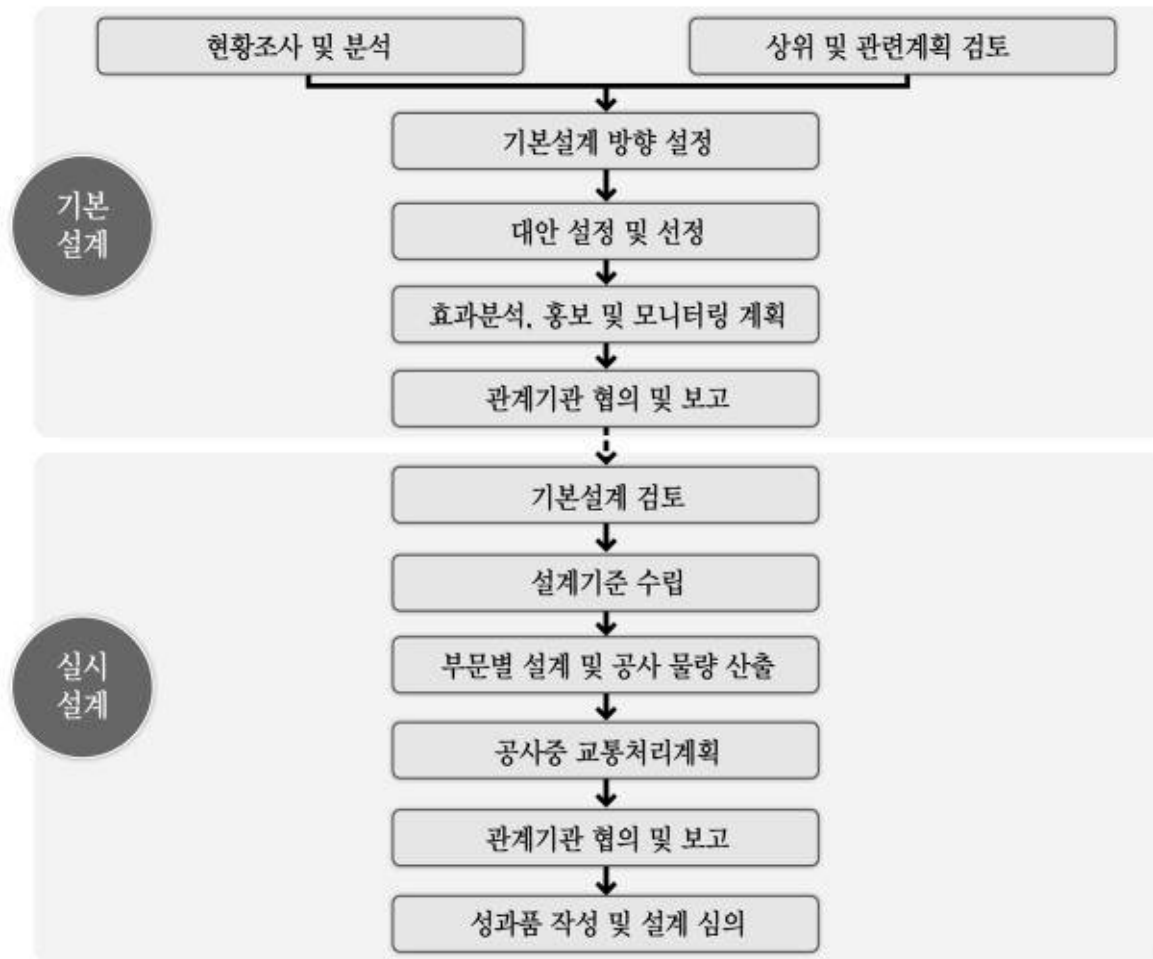 현황조사 및 분석
상위 및 관련계획 검토
기본설계 방향 설정
기본
설계
대안 설정 및 선정
효과분석, 홍보 및 모니터링 계획
관계기관 협의 및 보고
기본설계 검토
설계기준 수립
실시
설계
부문별 설계 및 공사 물량 산출
공사중 교통처리계획
관계기관 협의 및 보고
성과품 작성 및 설계 심의